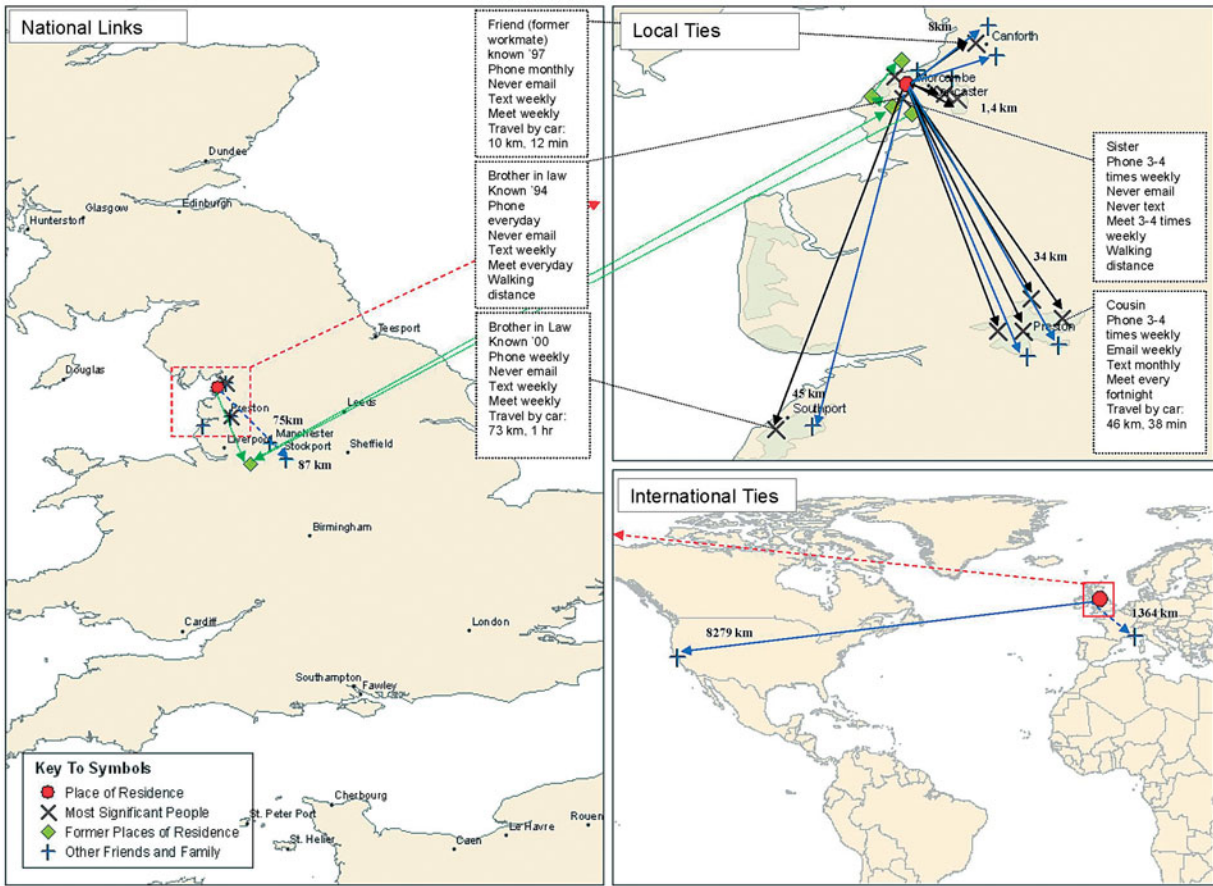 National Links
Dundee
Glasgow
Edinburgh
Hunterstorf
Teesport
Douglas
Preston
Leeds
75km
Liverpool
Manchester
Stockport
Sheffield
87 km
Birmingham
Cardiff
London
Southampton
Fawley
Cherbourg
St. Peter Port
St. Helier
Caen
Le Havre
Rouen
Key To Symbols
Place of Residence
Most Significant People
Former Places of Residence
Other Friends and Family
Friend (former
workmate)
known `97
Phone monthly
Never email
Text weekly
Meet weekly
Travel by car:
10 km, 12 min
Brother in law
Known `94
Phone
everyday
Never email
Text weekly
Meet everyday
Walking
distance
Brother in Law
Known `00
Phone weekly
Never email
Text weekly
Meet weekly
Travel by car:
73 km, 1 hr
Local Ties
8km
Canforth
Morcombe
Lancaster
1,4 km
34 km
Preston
45 km
Southport
Sister
Phone 3-4
times weekly
Never email
Never text
Meet 3-4 times
weekly
Walking
distance
Cousin
Phone 3-4
times weekly
Email weekly
Text monthly
Meet every
fortnight
Travel by car:
46 km, 38 min
International Ties
1364 km
8279 km